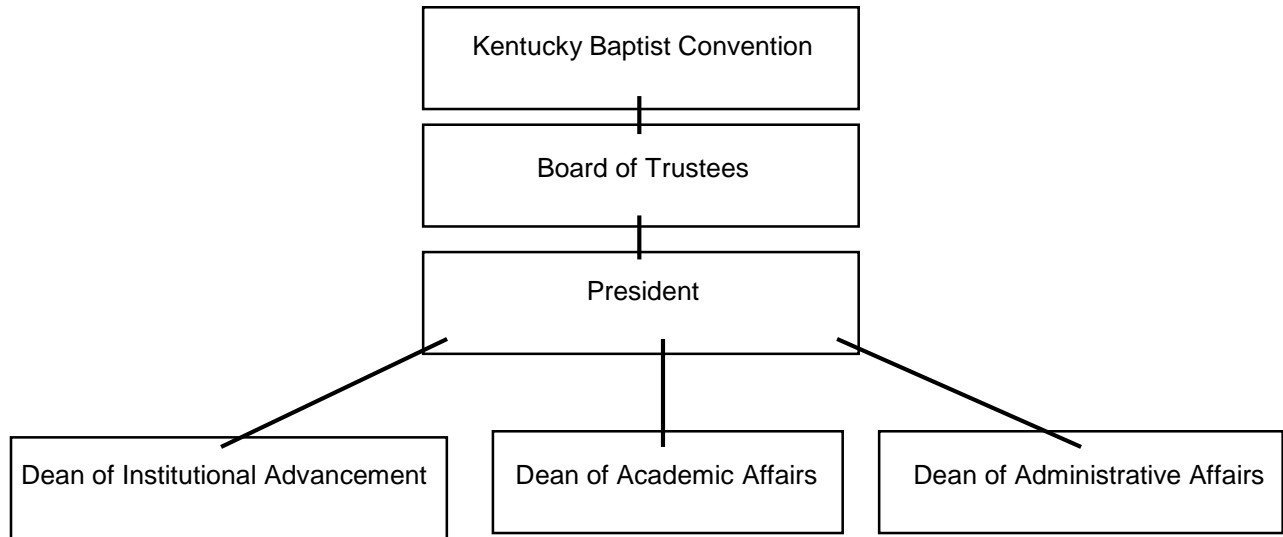 Kentucky Baptist Convention
Board of Trustees
President
Dean of Institutional Advancement
Dean of Academic Affairs
Dean of Administrative Affairs